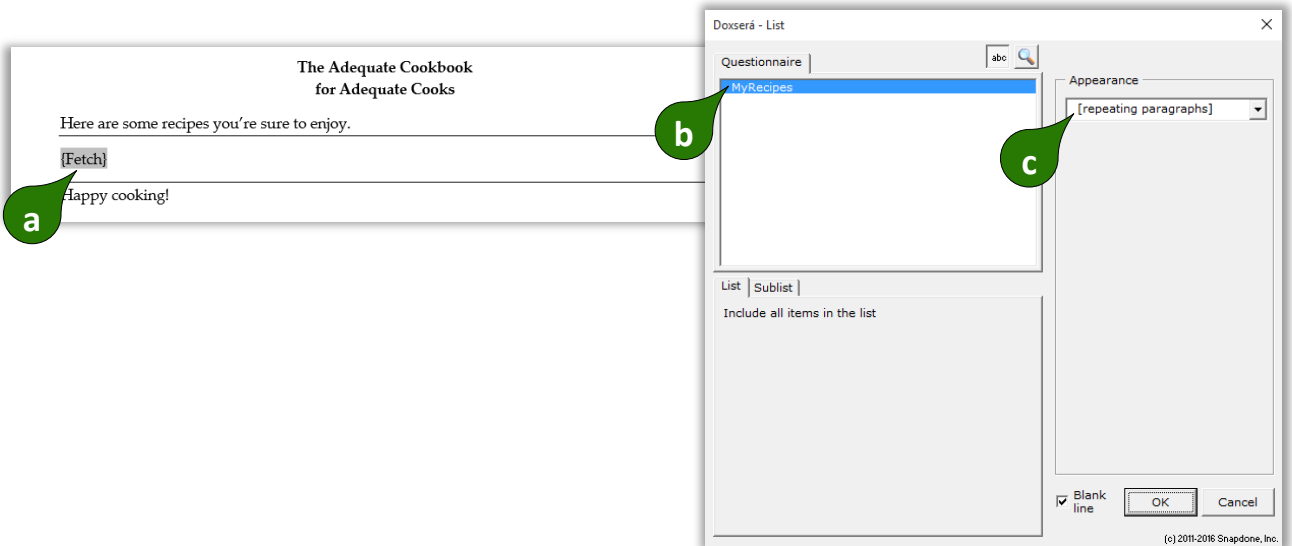 The Adequate Cookbook
for Adequate Cooks
Here are some recipes you're sure to enjoy.
{Fetch}
Happy cooking!
a
Doxserá - List
Questionnaire
abc
MyRecipes
b
Appearance
[repeating paragraphs]
c
List
Sublist
Include all items in the list
Blank
line
OK
Cancel
(c) 2011-2016 Snapdone, Inc.